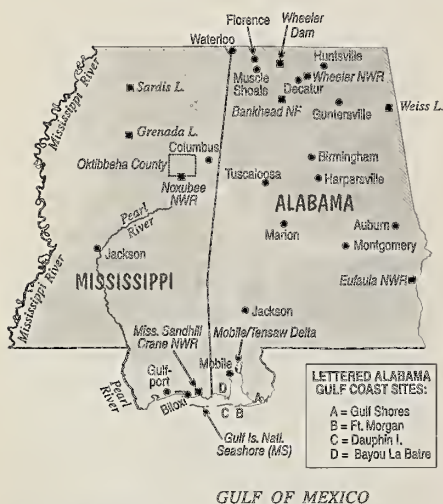 Florence
Wheeler
Dam
Waterloo
Huntsville
Muscle
Shoals
Wheeler NWR
Decatur
Bankhead NF
Guntersville
Weiss L.
Mississippi River
Sardis L.
Grenada L.
Columbus
Oktibbeha County
Noxubee
NWR
Birmingham
Harpersville
Tuscaloosa
ALABAMA
Pearl
River
Marion
Auburn
Montgomery
Jackson
MISSISSIPPI
Eufaula NWR
Mississippi River
Jackson
Mobile/Tensaw Delta
Miss. Sandhill
Crane NWR
Mobile
Gulf-
port
Pearl
River
Biloxi
D
C
B
A
Gulf Is. Natl.
Seashore (MS)
LETTERED ALABAMA
GULF COAST SITES:
A = Gulf Shores
B = Ft. Morgan
C = Dauphin I.
D = Bayou La Batre
GULF OF MEXICO